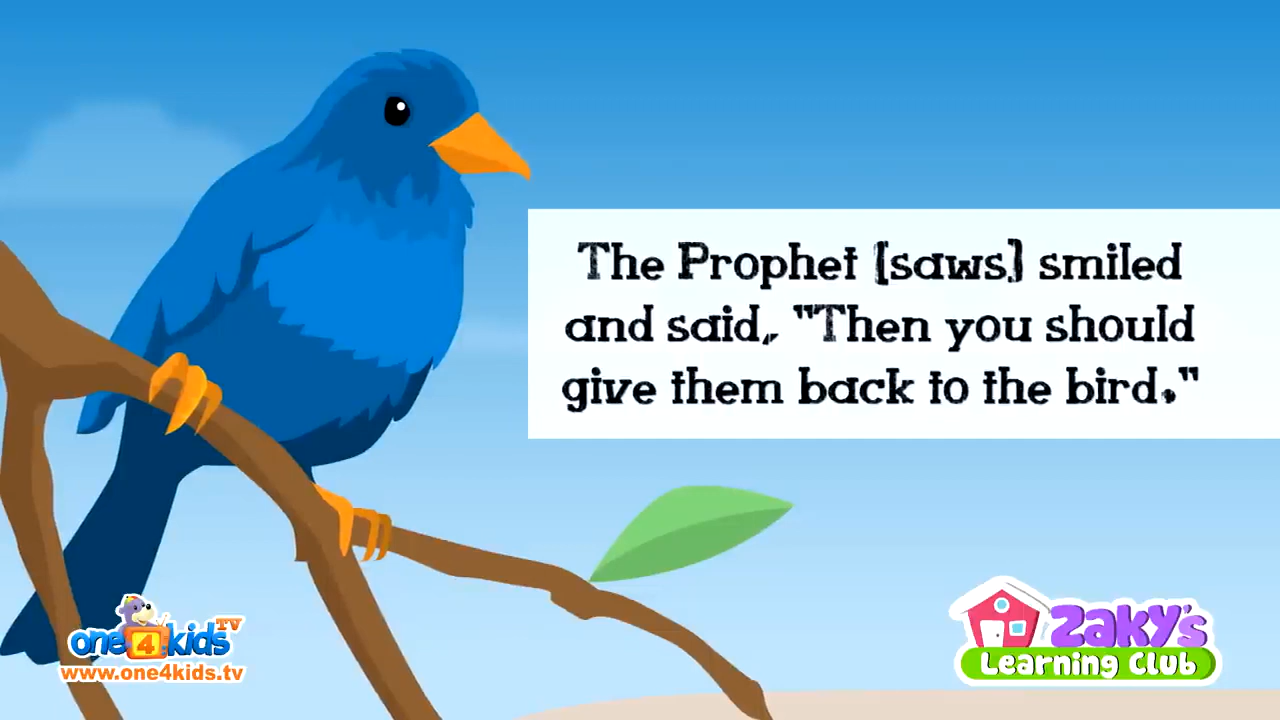 The Prophet (saws) smiled
and said, "Then you should
give them back to the bird."
one4kids TV
www.one4kids.tv
Zaky's
Learning Club